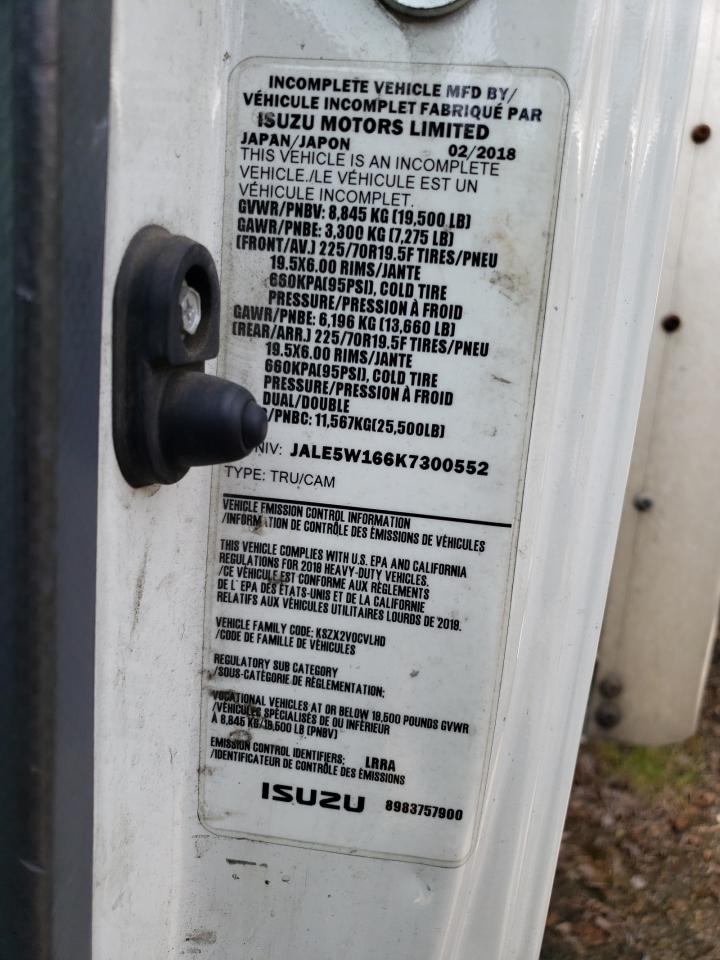 INCOMPLETE VEHICLE MFD BY/
VÉHICULE INCOMPLET FABRIQUÉ PAR
ISUZU MOTORS LIMITED
JAPAN/JAPON 02/2018
THIS VEHICLE IS AN INCOMPLETE
VEHICLE./LE VÉHICULE EST UN
VÉHICULE INCOMPLET.
GVWR/PNBV: 8,845 KG (19,500 LB)
GAWR/PNBE: 3,300 KG (7,275 LB)
(FRONT/AV.) 225/70R19.5F TIRES/PNEU
19.5X6.00 RIMS/JANTE
660KPA(95PSI), COLD TIRE
PRESSURE/PRESSION À FROID
GAWR/PNBE: 6,196 KG (13,660 LB)
(REAR/ARR.) 225/70R19.5F TIRES/PNEU
19.5X6.00 RIMS/JANTE
660KPA(95PSI), COLD TIRE
PRESSURE/PRESSION À FROID
DUAL/DOUBLE
/PNBC: 11,567KG(25,500LB)
NIV: JALE5W166K7300552
TYPE: TRU/CAM
VEHICLE EMISSION CONTROL INFORMATION
/INFORMATION DE CONTRÔLE DES ÉMISSIONS DE VÉHICULES
THIS VEHICLE COMPLIES WITH U.S. EPA AND CALIFORNIA
REGULATIONS FOR 2018 HEAVY-DUTY VEHICLES.
/CE VÉHICULE EST CONFORME AUX RÈGLEMENTS
DE L'EPA DES ÉTATS-UNIS ET DE LA CALIFORNIE
RELATIFS AUX VÉHICULES UTILITAIRES LOURDS DE 2018.
VEHICLE FAMILY CODE: KSZX2VOCVLHD
/CODE DE FAMILLE DE VÉHICULES
REGULATORY SUB CATEGORY
/SOUS-CATÉGORIE DE RÉGLEMENTATION:
VOCATIONAL VEHICLES AT OR BELOW 19,500 POUNDS GVWR
/VÉHICULES SPÉCIALISÉS DE OU INFÉRIEUR
À 8,845 KG/19,500 LB (PNBV)
EMISSION CONTROL IDENTIFIERS: LRRA
/IDENTIFICATEUR DE CONTRÔLE DES ÉMISSIONS
ISUZU 8983757900